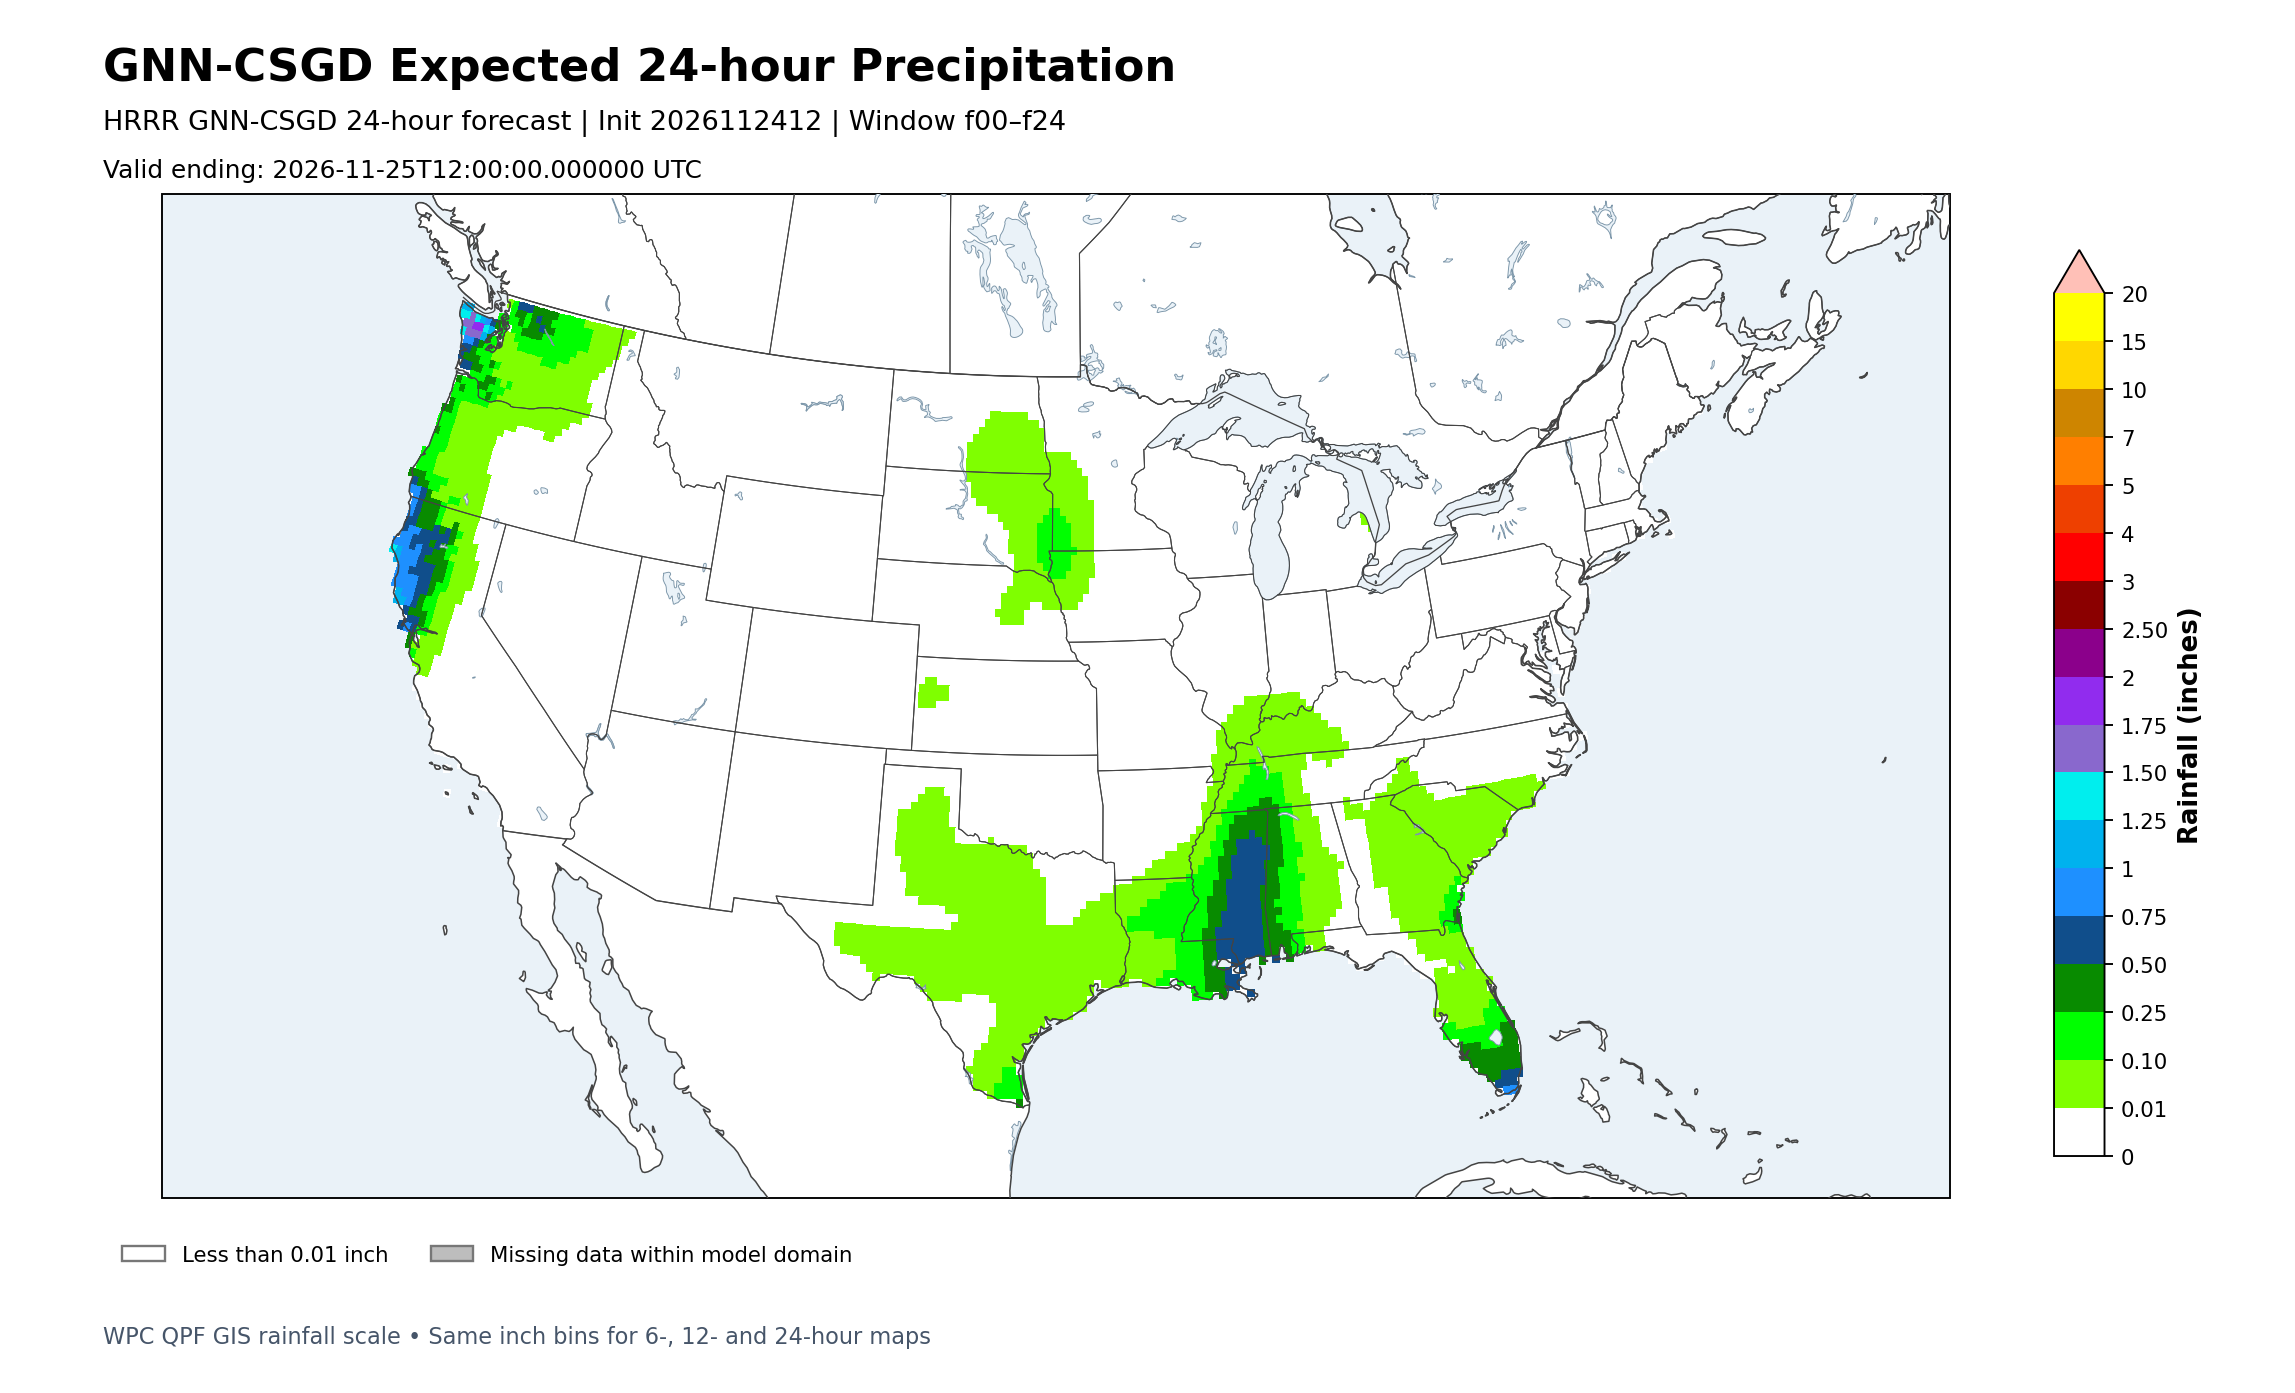 GNN-CSGD Expected 24-hour Precipitation
HRRR GNN-CSGD 24-hour forecast | Init 2026112412 | Window f00–f24
Valid ending: 2026-11-25T12:00:00.000000 UTC
20
15
10
7
5
4
3
2.50
2
1.75
1.50
1.25
1
0.75
0.50
0.25
0.10
0.01
0
Rainfall (inches)
Less than 0.01 inch
Missing data within model domain
WPC QPF GIS rainfall scale • Same inch bins for 6-, 12- and 24-hour maps